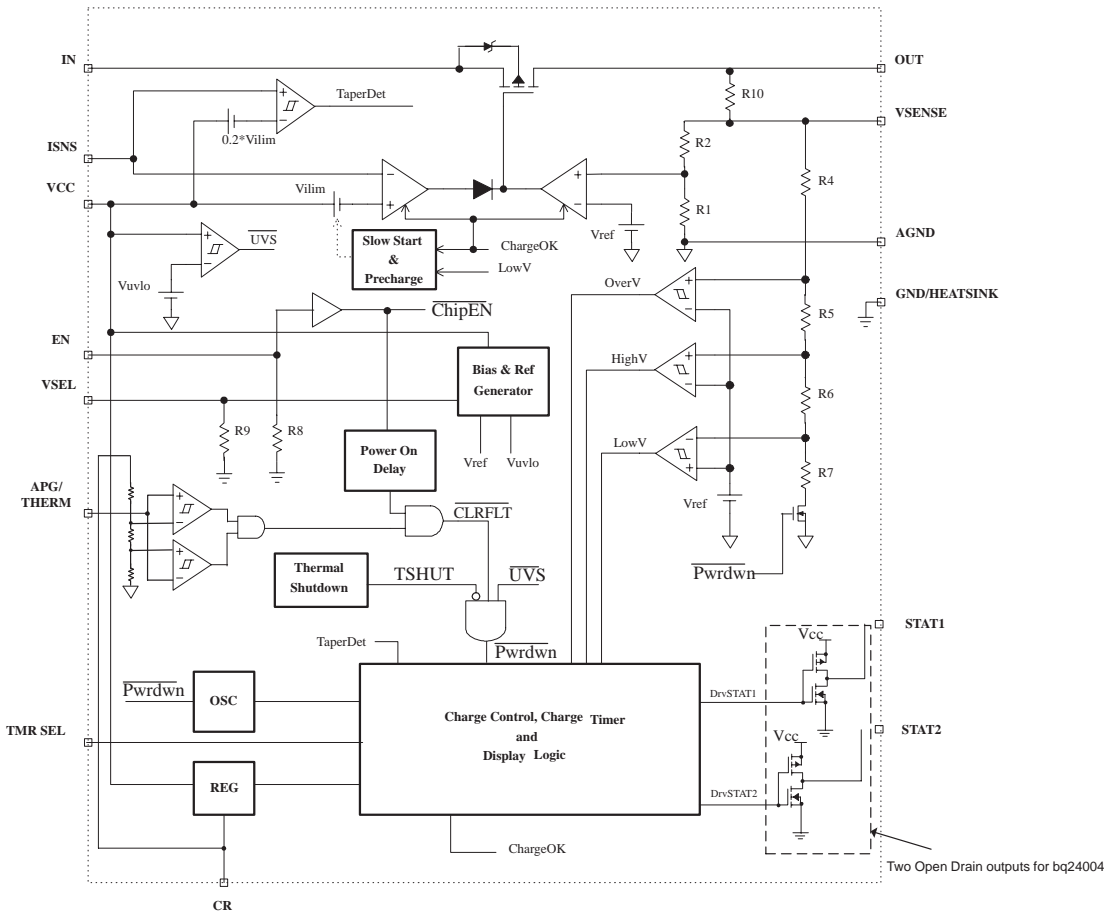 IN
OUT
R10
TaperDet
VSENSE
0.2*Vilim
R2
ISNS
R4
VCC
Vilim
R1
UVS
Slow Start
&
Precharge
ChargeOK
LowV
Vref
AGND
Vuvlo
OverV
GND/HEATSINK
ChipEN
R5
EN
HighV
VSEL
Bias & Ref
Generator
R6
R9
R8
Power On
Delay
LowV
Vref
Vuvlo
R7
APG/
THERM
Vref
CLRFLT
Thermal
Shutdown
TSHUT
UVS
Pwrdwn
STAT1
TaperDet
Pwrdwn
Vcc
Pwrdwn
OSC
DrvSTAT1
Charge Control, Charge Timer
and
Display Logic
TMR SEL
STAT2
Vcc
REG
DrvSTAT2
ChargeOK
Two Open Drain outputs for bq24004
CR